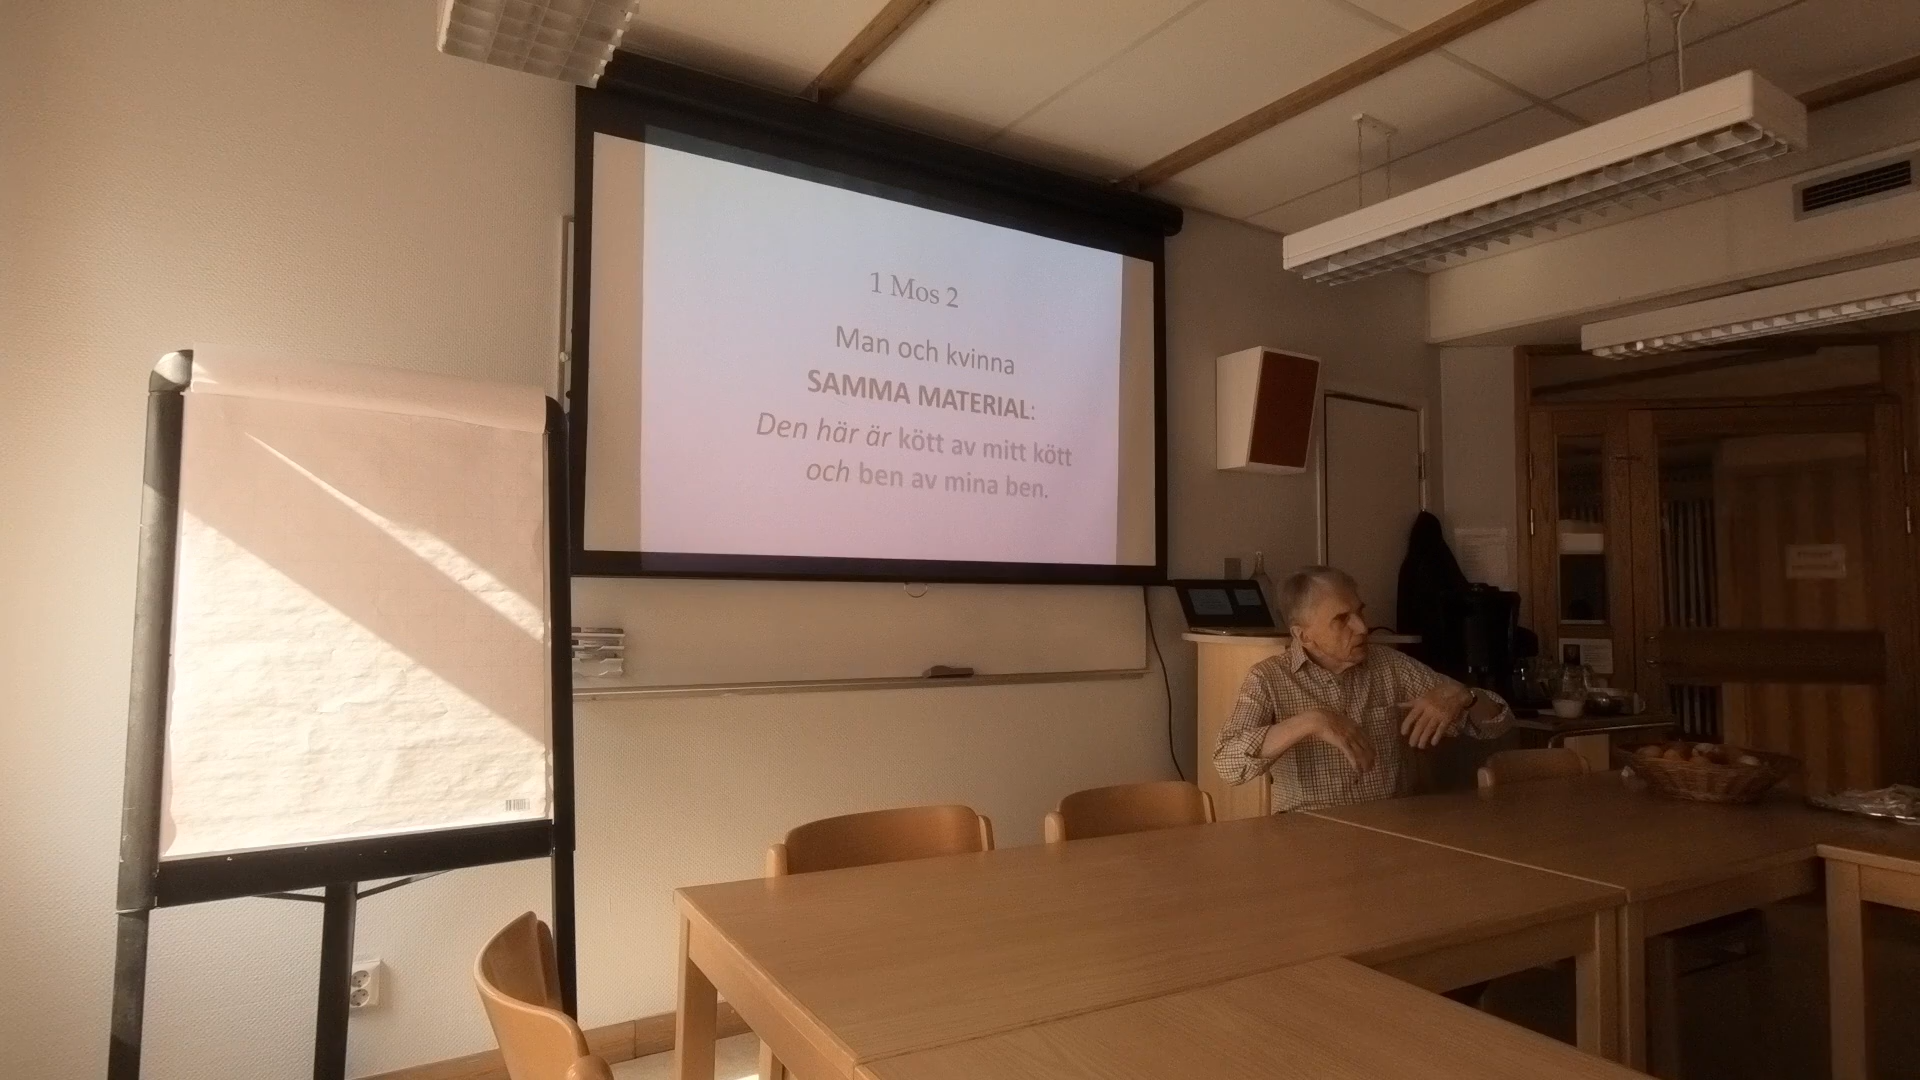 1 Mos 2
Man och kvinna
SAMMA MATERIAL:
Den här är kött av mitt kött
och ben av mina ben.